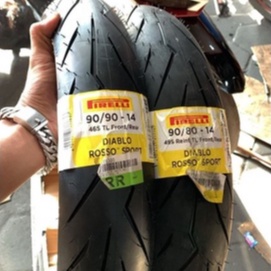 PIRELLI
90/90 - 14
46S TL Front/Rear
DIABLO
ROSSO SPORT
RR
PIRELLI
90/80 - 14
49S Reinf TL Front/Rear
DIABLO
ROSSO SPORT